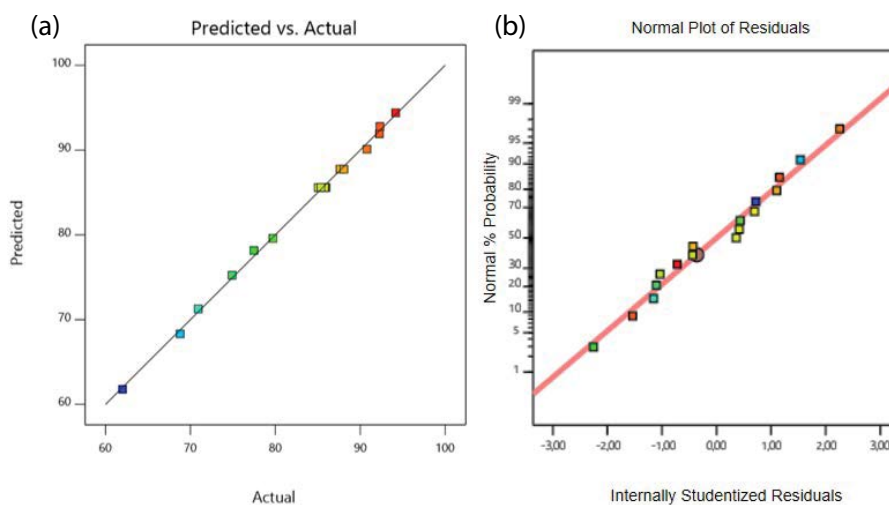 (a)
Predicted vs. Actual
100
90
80
70
60
Predicted
60 70 80 90 100
Actual
(b)
Normal Plot of Residuals
99
95
90
80
70
50
30
20
10
5
1
Normal % Probability
-3,00 -2,00 -1,00 0,00 1,00 2,00 3,00
Internally Studentized Residuals